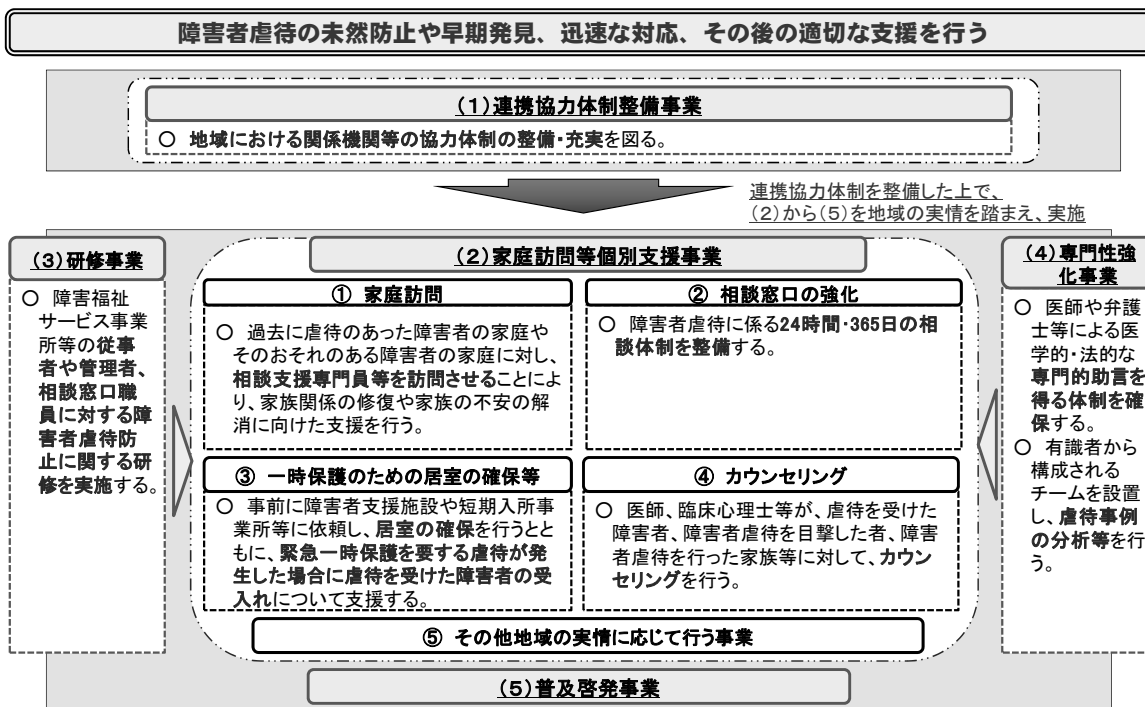 障害者虐待の未然防止や早期発見、迅速な対応、その後の適切な支援を行う
(1)連携協力体制整備事業
○ 地域における関係機関等の協力体制の整備・充実を図る。
連携協力体制を整備した上で、
(2)から(5)を地域の実情を踏まえ、実施
(3)研修事業
○ 障害福祉
サービス事業
所等の従事
者や管理者、
相談窓口職
員に対する障
害者虐待防
止に関する研
修を実施する。
(2)家庭訪問等個別支援事業
① 家庭訪問
○ 過去に虐待のあった障害者の家庭や
そのおそれのある障害者の家庭に対し、
相談支援専門員等を訪問させることによ
り、家族関係の修復や家族の不安の解
消に向けた支援を行う。
② 相談窓口の強化
○ 障害者虐待に係る24時間・365日の相
談体制を整備する。
③ 一時保護のための居室の確保等
○ 事前に障害者支援施設や短期入所事
業所等に依頼し、居室の確保を行うとと
もに、緊急一時保護を要する虐待が発
生した場合に虐待を受けた障害者の受
入れについて支援する。
④ カウンセリング
○ 医師、臨床心理士等が、虐待を受けた
障害者、障害者虐待を目撃した者、障害
者虐待を行った家族等に対して、カウン
セリングを行う。
⑤ その他地域の実情に応じて行う事業
(4)専門性強
化事業
○ 医師や弁護
士等による医
学的・法的な
専門的助言を
得る体制を確
保する。
○ 有識者から
構成される
チームを設置
し、虐待事例
の分析等を行
う。
(5)普及啓発事業